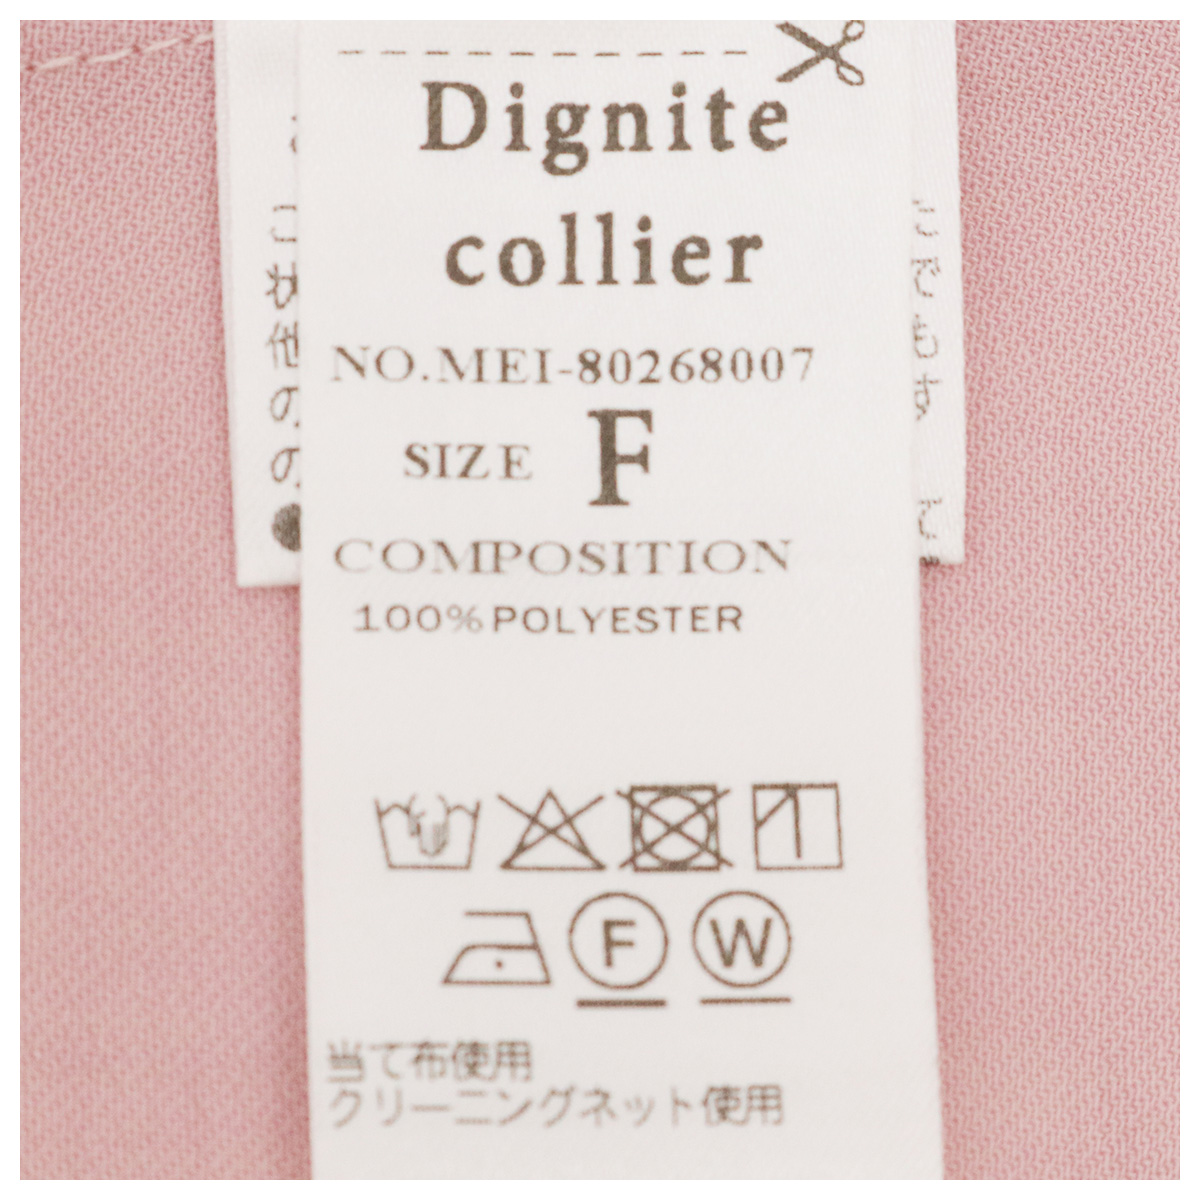 Dignite
collier
NO.MEI-80268007
SIZE F
COMPOSITION
100%POLYESTER
F W
当て布使用
クリーニングネット使用